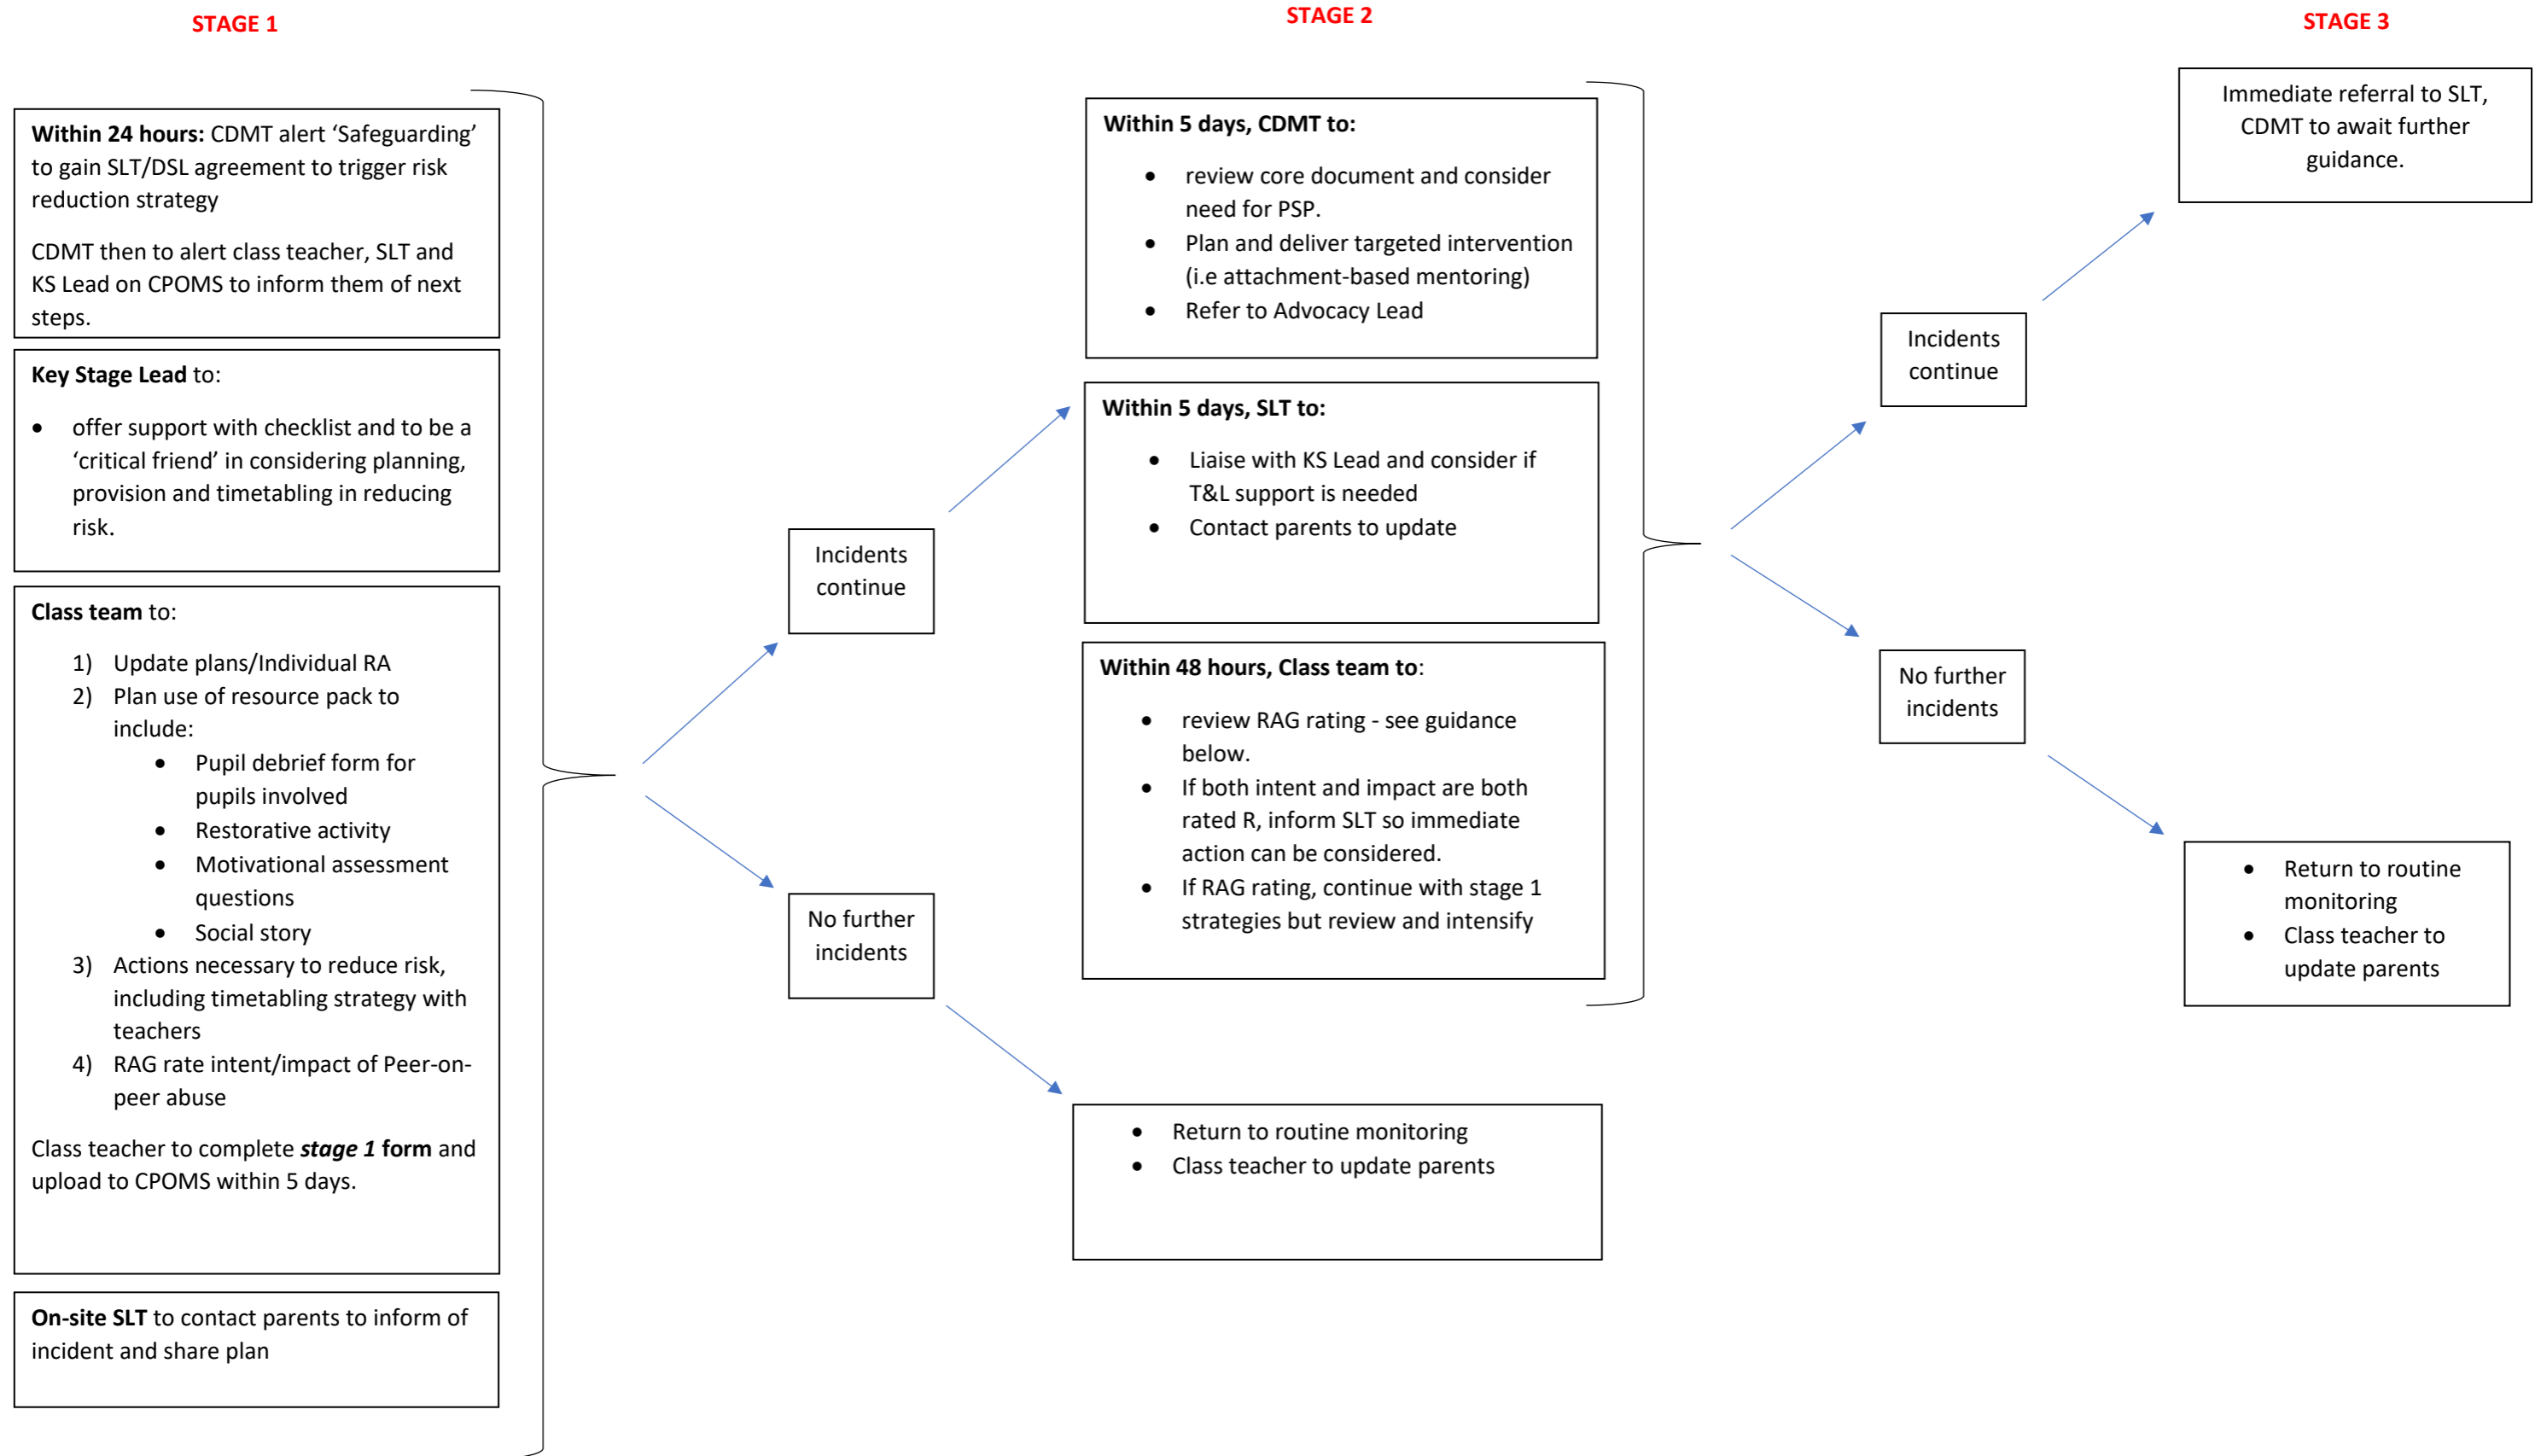 STAGE 1
Within 24 hours: CDMT alert ‘Safeguarding’
to gain SLT/DSL agreement to trigger risk
reduction strategy
CDMT then to alert class teacher, SLT and
KS Lead on CPOMS to inform them of next
steps.
Key Stage Lead to:
• offer support with checklist and to be a
‘critical friend’ in considering planning,
provision and timetabling in reducing
risk.
Class team to:
1) Update plans/Individual RA
2) Plan use of resource pack to
include:
• Pupil debrief form for
pupils involved
• Restorative activity
• Motivational assessment
questions
• Social story
3) Actions necessary to reduce risk,
including timetabling strategy with
teachers
4) RAG rate intent/impact of Peer-on-
peer abuse
Class teacher to complete stage 1 form and
upload to CPOMS within 5 days.
On-site SLT to contact parents to inform of
incident and share plan
Incidents
continue
No further
incidents
STAGE 2
Within 5 days, CDMT to:
• review core document and consider
need for PSP.
• Plan and deliver targeted intervention
(i.e attachment-based mentoring)
• Refer to Advocacy Lead
Within 5 days, SLT to:
• Liaise with KS Lead and consider if
T&L support is needed
• Contact parents to update
Within 48 hours, Class team to:
• review RAG rating - see guidance
below.
• If both intent and impact are both
rated R, inform SLT so immediate
action can be considered.
• If RAG rating, continue with stage 1
strategies but review and intensify
• Return to routine monitoring
• Class teacher to update parents
Incidents
continue
No further
incidents
STAGE 3
Immediate referral to SLT,
CDMT to await further
guidance.
• Return to routine
monitoring
• Class teacher to
update parents